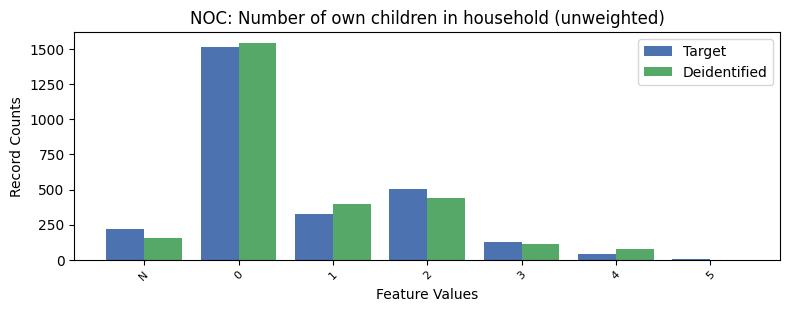 NOC: Number of own children in household (unweighted)
Target
Deidentified
Record Counts
1500
1250
1000
750
500
250
0
N 0 1 2 3 4 5
Feature Values